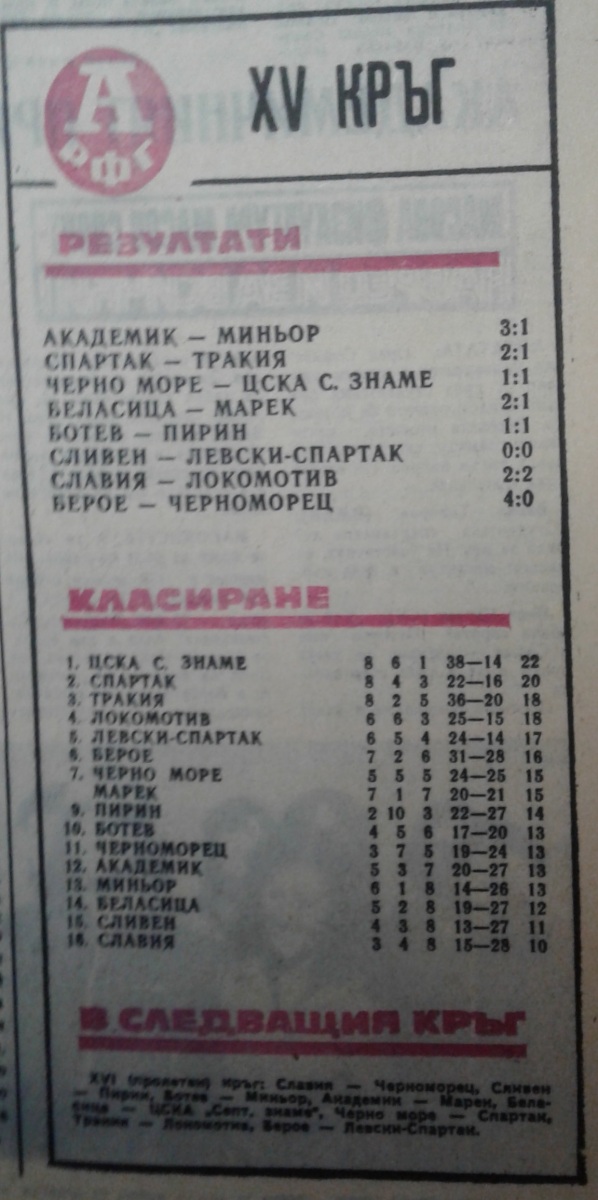 А
РФГ
XV КРЪГ
РЕЗУЛТАТИ
АКАДЕМИК — МИНЬОР 3:1
СПАРТАК — ТРАКИЯ 2:1
ЧЕРНО МОРЕ — ЦСКА С. ЗНАМЕ 1:1
БЕЛАСИЦА — МАРЕК 2:1
БОТЕВ — ПИРИН 1:1
СЛИВЕН — ЛЕВСКИ-СПАРТАК 0:0
СЛАВИЯ — ЛОКОМОТИВ 2:2
БЕРОЕ — ЧЕРНОМОРЕЦ 4:0
КЛАСИРАНЕ
1. ЦСКА С. ЗНАМЕ 8 6 1 38—14 22
2. СПАРТАК 8 4 3 22—16 20
3. ТРАКИЯ 8 2 5 36—20 18
4. ЛОКОМОТИВ 6 6 3 25—15 18
5. ЛЕВСКИ-СПАРТАК 6 5 4 24—14 17
6. БЕРОЕ 7 2 6 31—28 16
7. ЧЕРНО МОРЕ 5 5 5 24—25 15
МАРЕК 7 1 7 20—21 15
9. ПИРИН 2 10 3 22—27 14
10. БОТЕВ 4 5 6 17—20 13
11. ЧЕРНОМОРЕЦ 3 7 5 19—24 13
12. АКАДЕМИК 5 3 7 20—27 13
13. МИНЬОР 6 1 8 14—26 13
14. БЕЛАСИЦА 5 2 8 19—27 12
15. СЛИВЕН 4 3 8 13—27 11
16. СЛАВИЯ 3 4 8 15—28 10
В СЛЕДВАЩИЯ КРЪГ
XVI (пролетен) кръг: Славия — Черноморец, Сливен
— Пирин, Ботев — Миньор, Академик — Марек, Бела-
сица — ЦСКА „Септ. знаме", Черно море — Спартак,
Тракия — Локомотив, Берое — Левски-Спартак.